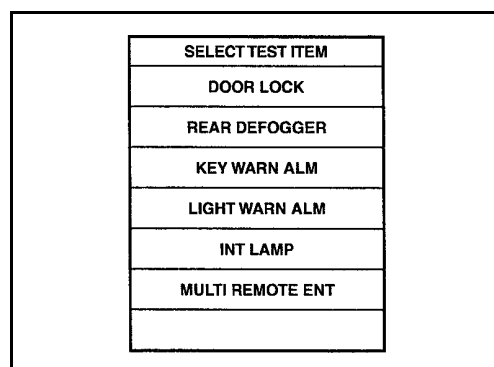 SELECT TEST ITEM
DOOR LOCK
REAR DEFOGGER
KEY WARN ALM
LIGHT WARN ALM
INT LAMP
MULTI REMOTE ENT